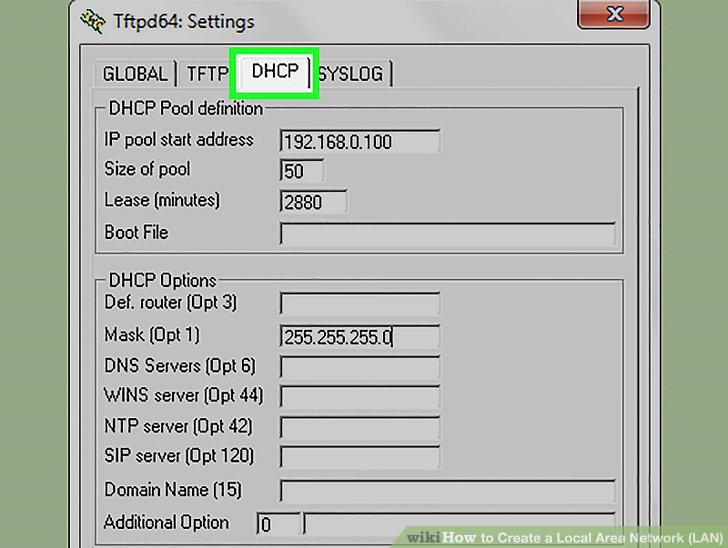 Tftpd64: Settings
GLOBAL TFTP DHCP SYSLOG
DHCP Pool definition
IP pool start address 192.168.0.100
Size of pool 50
Lease (minutes) 2880
Boot File
DHCP Options
Def. router (Opt 3)
Mask (Opt 1) 255.255.255.0
DNS Servers (Opt 6)
WINS server (Opt 44)
NTP server (Opt 42)
SIP server (Opt 120)
Domain Name (15)
Additional Option 0
wikiHow to Create a Local Area Network (LAN)